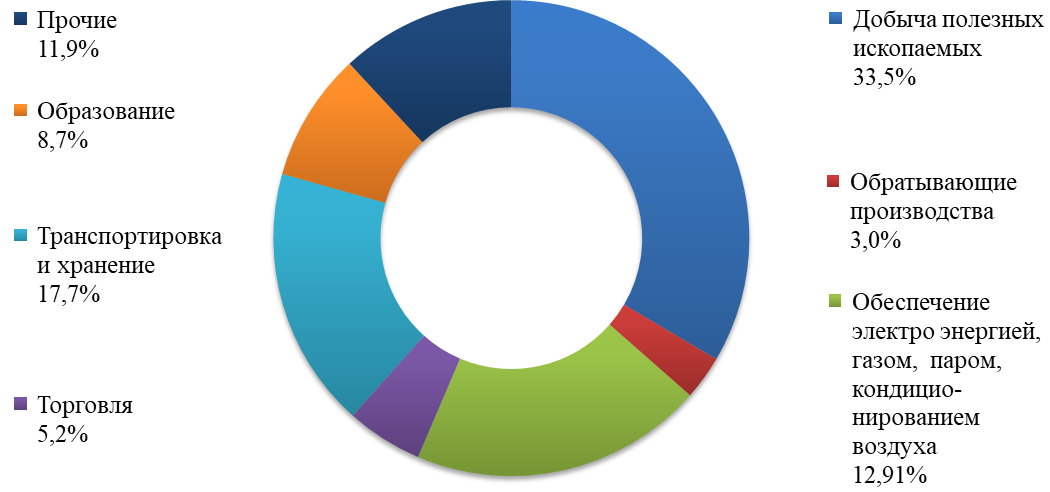 Прочие
11,9%
Образование
8,7%
Транспортировка
и хранение
17,7%
Торговля
5,2%
Добыча полезных
ископаемых
33,5%
Обратывающие
производства
3,0%
Обеспечение
электро энергией,
газом, паром,
кондицио-
нированием
воздуха
12,91%